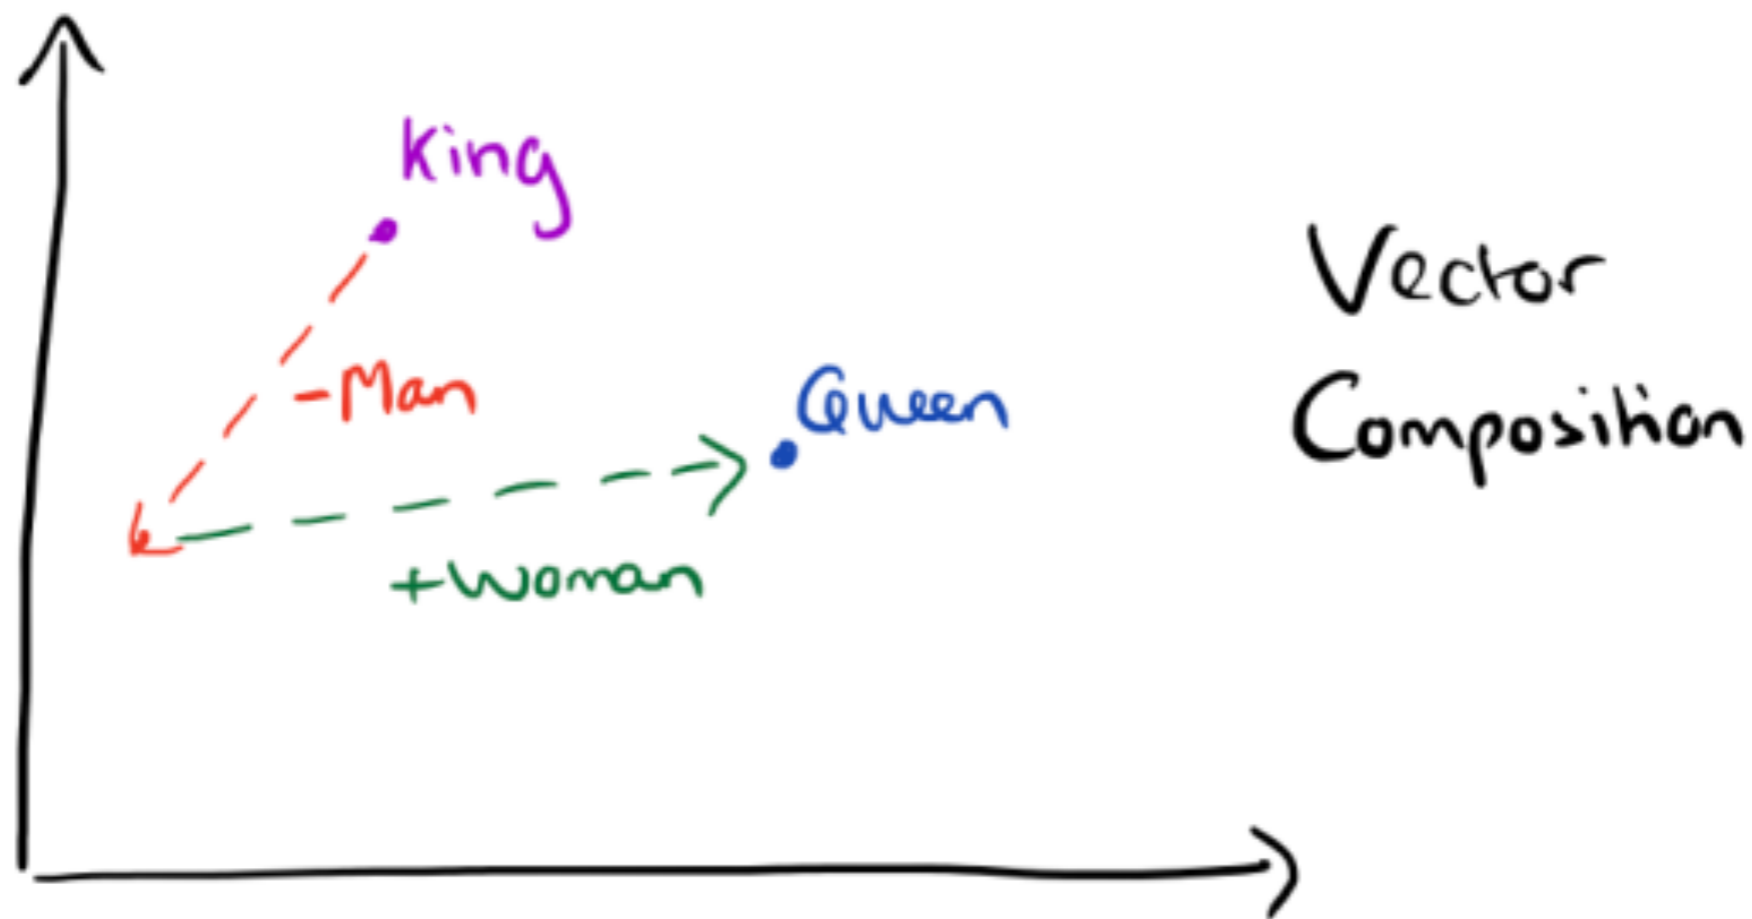 King
-Man
Queen
+Woman
Vector
Composition